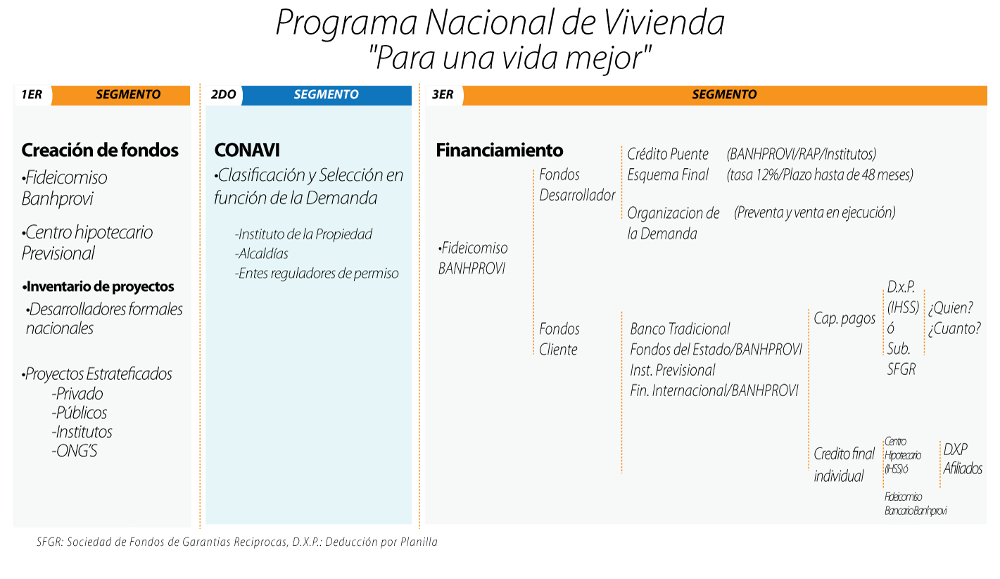 Programa Nacional de Vivienda
"Para una vida mejor"
1ER SEGMENTO
Creación de fondos
•Fideicomiso
Banhprovi
•Centro hipotecario
Previsional
•Inventario de proyectos
•Desarrolladores formales
nacionales
•Proyectos Estrateficados
-Privado
-Públicos
-Institutos
-ONG'S
2DO SEGMENTO
CONAVI
•Clasificación y Selección en
función de la Demanda
-Instituto de la Propiedad
-Alcaldías
-Entes reguladores de permiso
3ER SEGMENTO
Financiamiento
•Fideicomiso
BANHPROVI
Fondos
Desarrollador
Crédito Puente (BANHPROVI/RAP/Institutos)
Esquema Final (tasa 12%/Plazo hasta de 48 meses)
Organizacion de (Preventa y venta en ejecución)
la Demanda
Fondos
Cliente
Banco Tradicional
Fondos del Estado/BANHPROVI
Inst. Previsional
Fin. Internacional/BANHPROVI
Cap. pagos
D.x.P.
(IHSS)
ó
Sub.
SFGR
¿Quien?
¿Cuanto?
Credito final
individual
Centro
Hipotecario
(IHSS) ó
Fideicomiso
Bancario Banhprovi
DXP
Afiliados
SFGR: Sociedad de Fondos de Garantias Reciprocas, D.X.P.: Deducción por Planilla